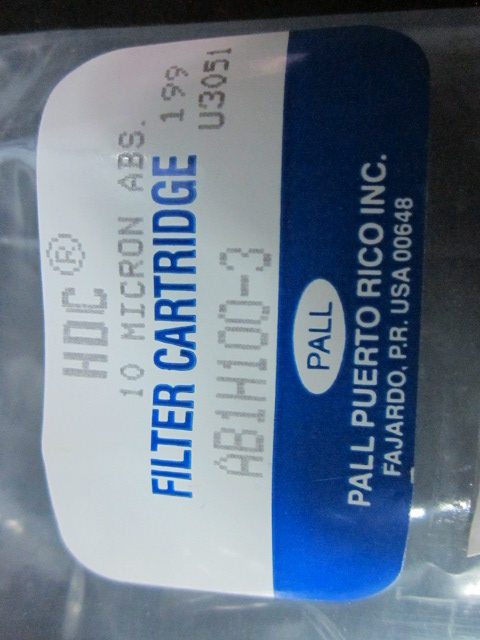 HDC®
10 MICRON ABS.
FILTER CARTRIDGE 199
AB1H100-3 U3051
PALL
PALL PUERTO RICO INC.
FAJARDO, P.R. USA 00648